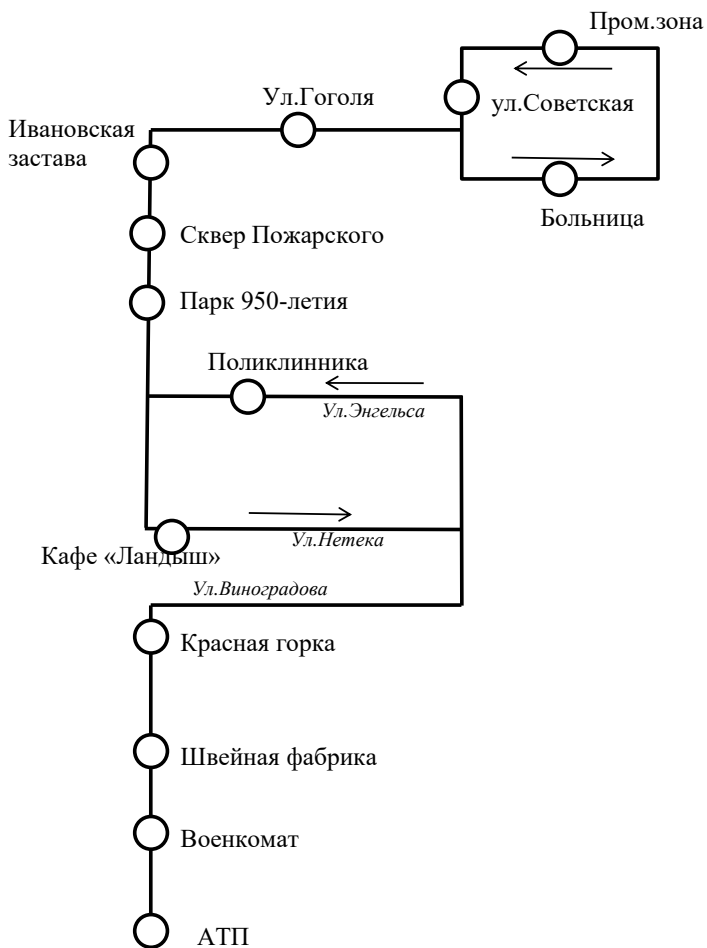 Пром.зона
Ул.Гоголя
ул.Советская
Ивановская
застава
Больница
Сквер Пожарского
Парк 950-летия
Поликлинника
Ул.Энгельса
Ул.Нетека
Кафе «Ландыш»
Ул.Виноградова
Красная горка
Швейная фабрика
Военкомат
АТП